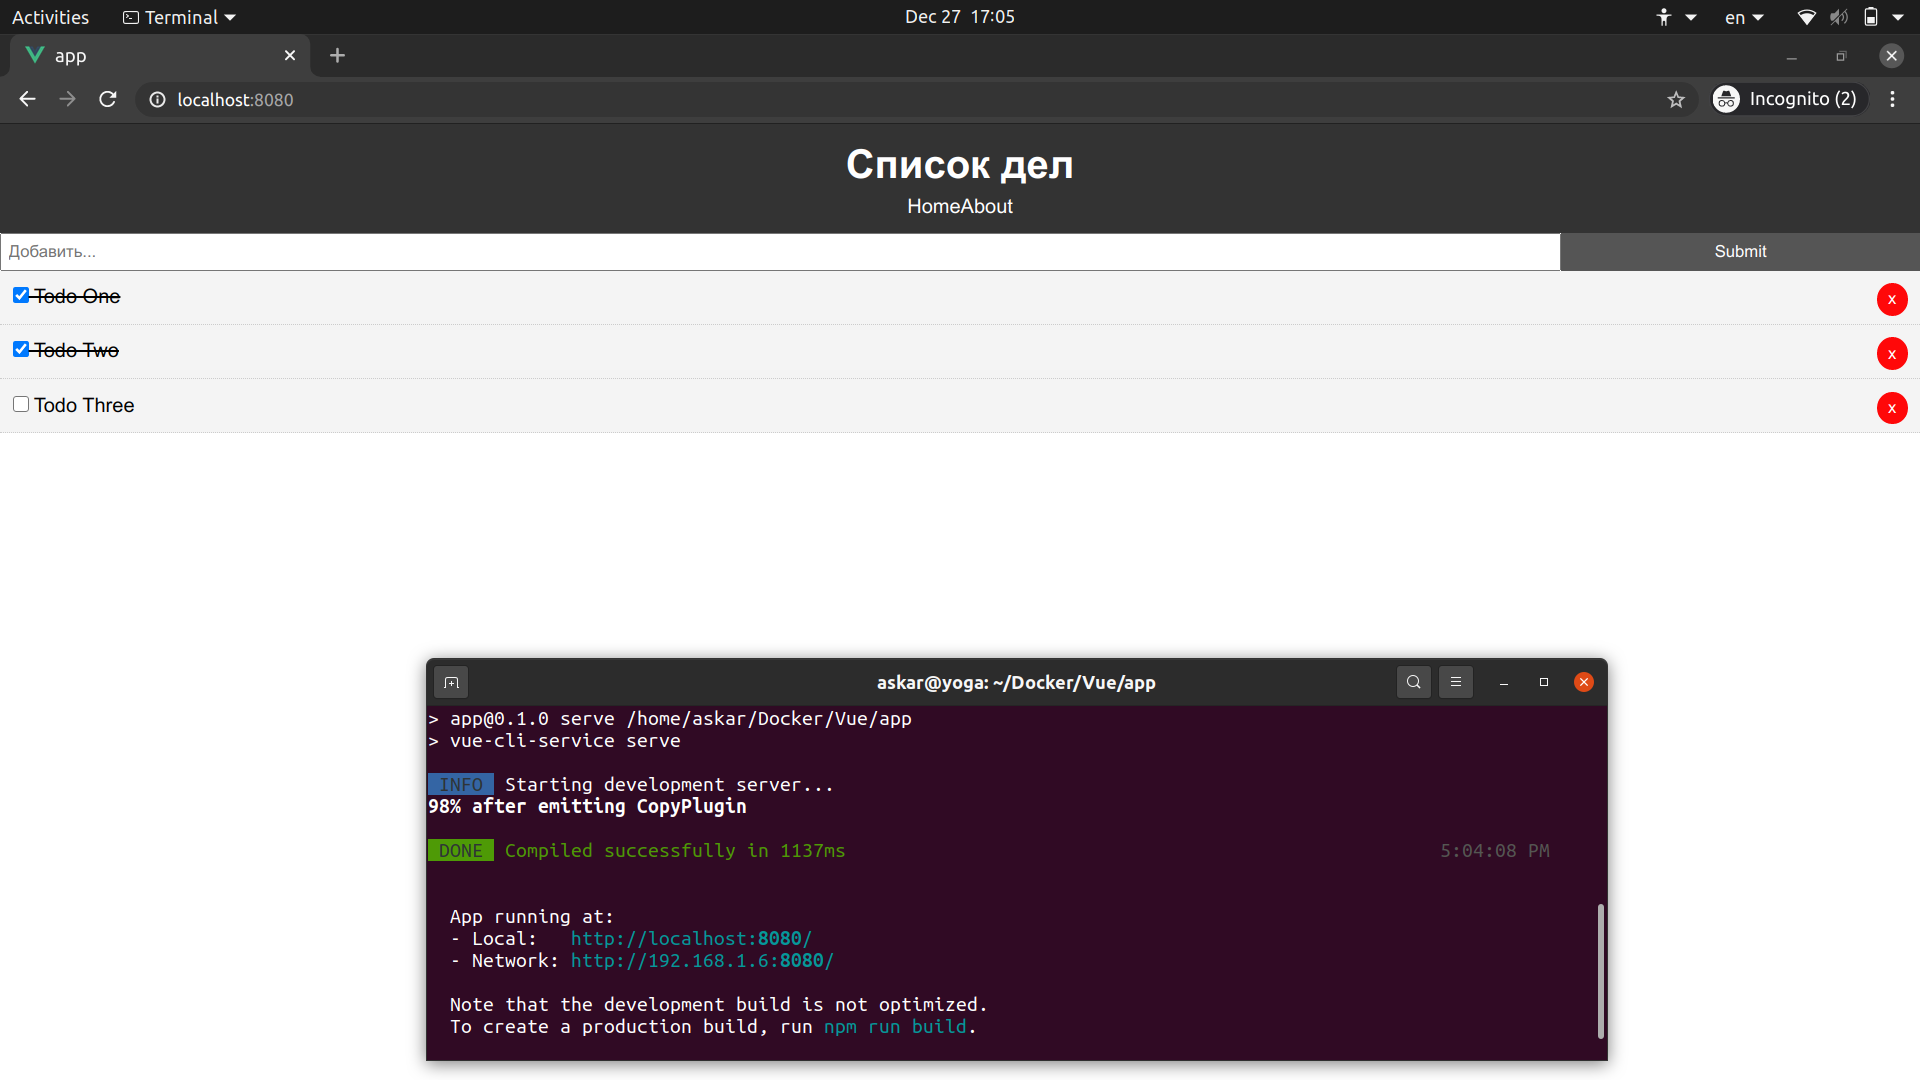 Activities Terminal Dec 27 17:05 en
app
localhost:8080 Incognito (2)
Список дел
HomeAbout
Добавить... Submit
Todo One x
Todo Two x
Todo Three x
askar@yoga: ~/Docker/Vue/app
> app@0.1.0 serve /home/askar/Docker/Vue/app
> vue-cli-service serve
INFO Starting development server...
98% after emitting CopyPlugin
DONE Compiled successfully in 1137ms 5:04:08 PM
App running at:
- Local: http://localhost:8080/
- Network: http://192.168.1.6:8080/
Note that the development build is not optimized.
To create a production build, run npm run build.